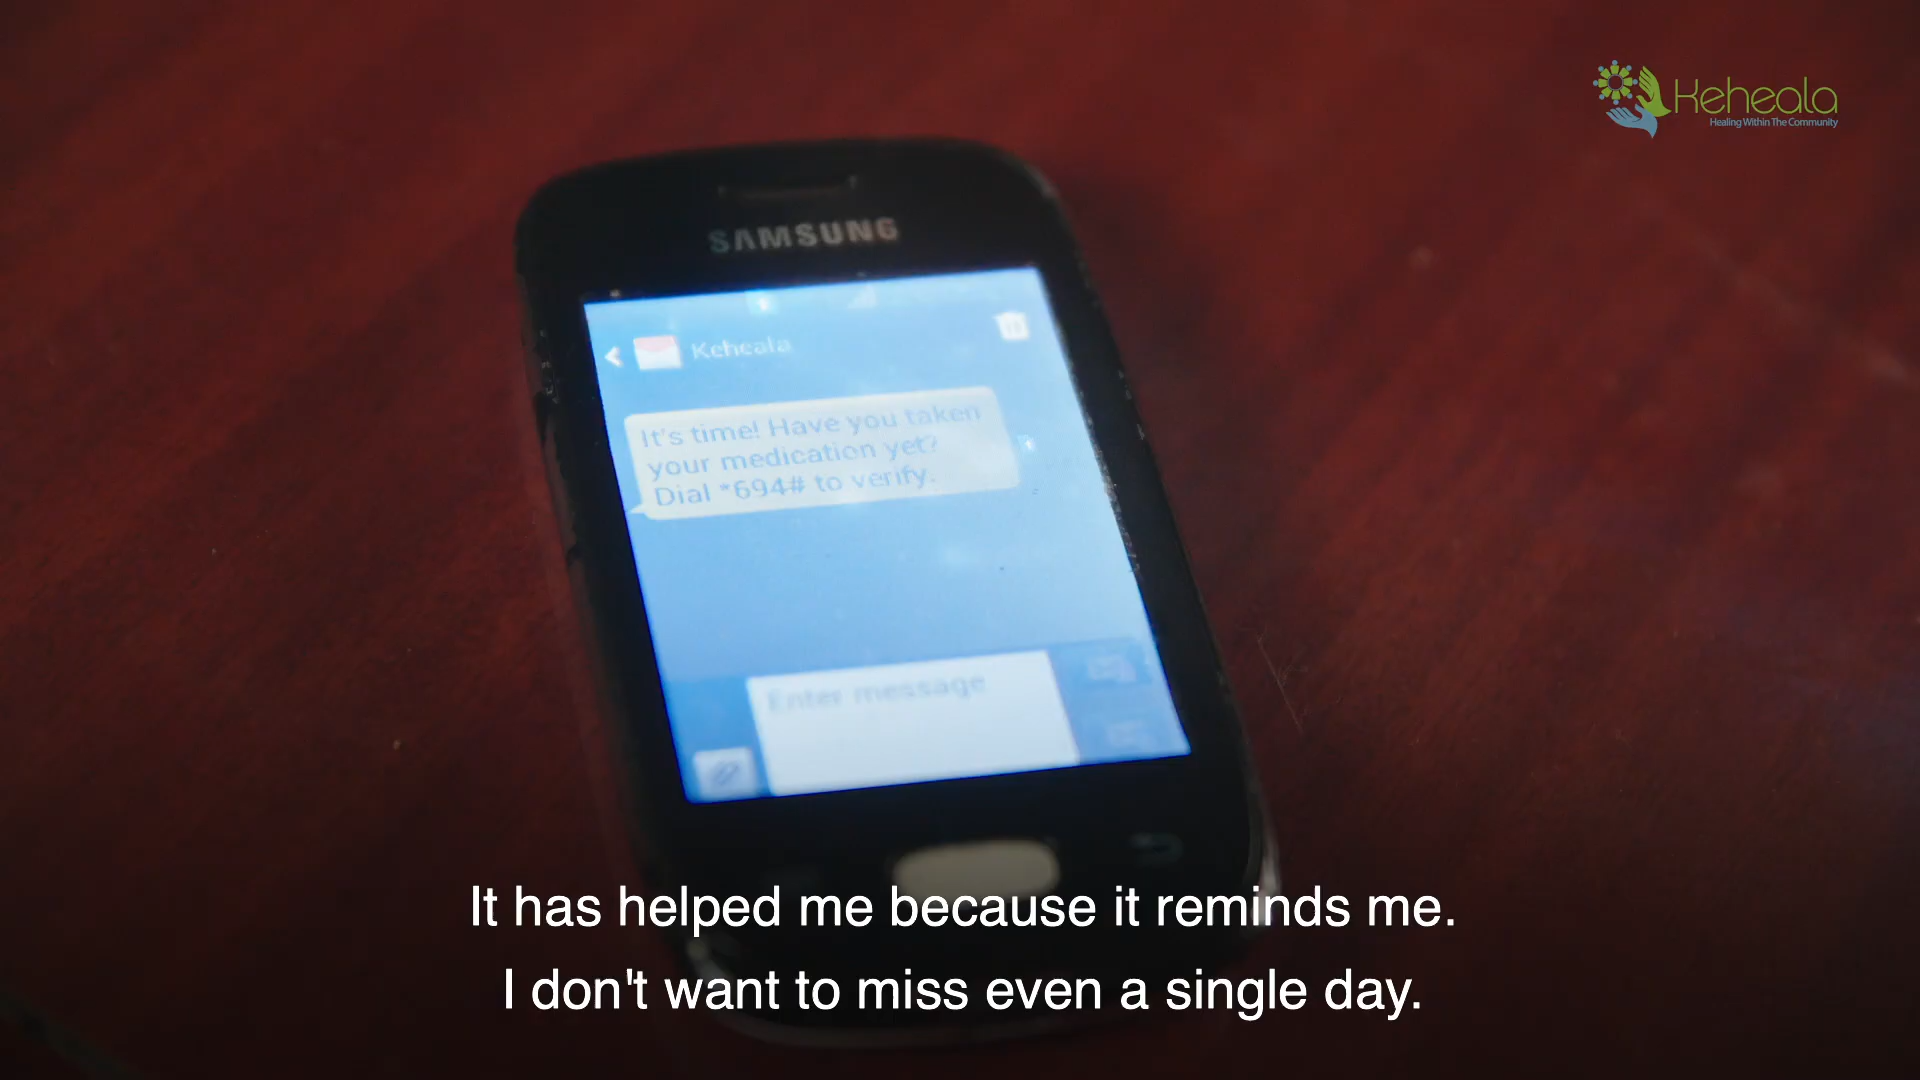 Keheala
Healing Within The Community
SAMSUNG
Keheala
It's time! Have you taken
your medication yet?
Dial *694# to verify.
Enter message
It has helped me because it reminds me.
I don't want to miss even a single day.